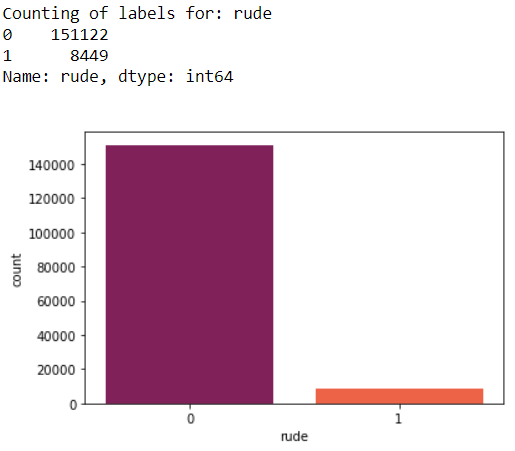 Counting of labels for: rude
0    151122
1      8449
Name: rude, dtype: int64
140000
120000
100000
80000
60000
40000
20000
0
count
0 1
rude